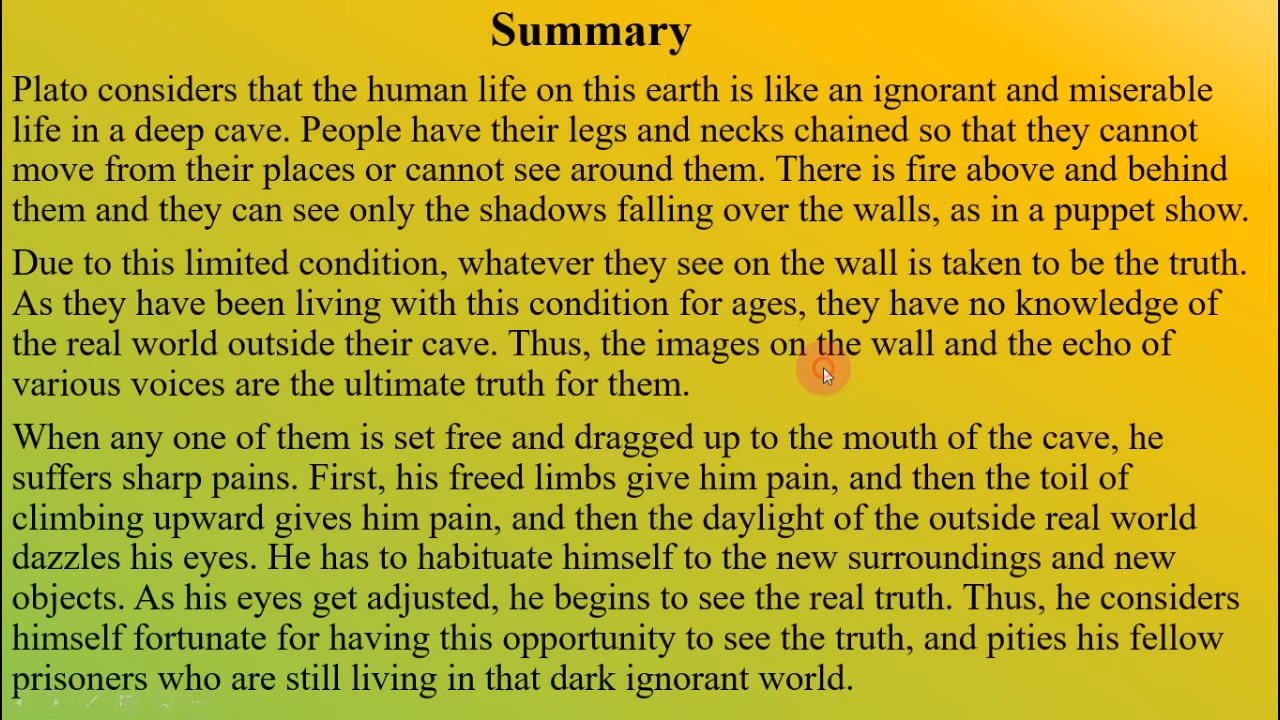 Summary
Plato considers that the human life on this earth is like an ignorant and miserable
life in a deep cave. People have their legs and necks chained so that they cannot
move from their places or cannot see around them. There is fire above and behind
them and they can see only the shadows falling over the walls, as in a puppet show.
Due to this limited condition, whatever they see on the wall is taken to be the truth.
As they have been living with this condition for ages, they have no knowledge of
the real world outside their cave. Thus, the images on the wall and the echo of
various voices are the ultimate truth for them.
When any one of them is set free and dragged up to the mouth of the cave, he
suffers sharp pains. First, his freed limbs give him pain, and then the toil of
climbing upward gives him pain, and then the daylight of the outside real world
dazzles his eyes. He has to habituate himself to the new surroundings and new
objects. As his eyes get adjusted, he begins to see the real truth. Thus, he considers
himself fortunate for having this opportunity to see the truth, and pities his fellow
prisoners who are still living in that dark ignorant world.